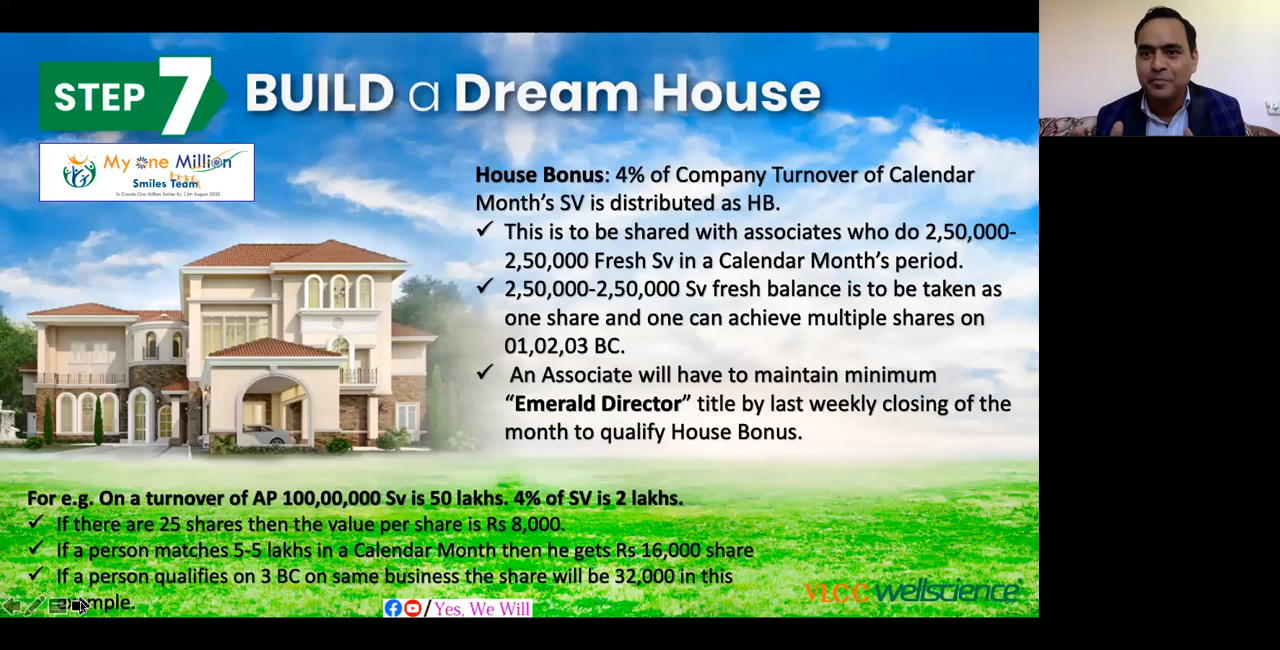 STEP 7 BUILD a Dream House
My One Million
Smiles Team
To Create One Million Smiles By
House Bonus: 4% of Company Turnover of Calendar
Month’s SV is distributed as HB.
✓ This is to be shared with associates who do 2,50,000-
2,50,000 Fresh Sv in a Calendar Month’s period.
✓ 2,50,000-2,50,000 Sv fresh balance is to be taken as
one share and one can achieve multiple shares on
01,02,03 BC.
✓ An Associate will have to maintain minimum
“Emerald Director” title by last weekly closing of the
month to qualify House Bonus.
For e.g. On a turnover of AP 100,00,000 Sv is 50 lakhs. 4% of SV is 2 lakhs.
✓ If there are 25 shares then the value per share is Rs 8,000.
✓ If a person matches 5-5 lakhs in a Calendar Month then he gets Rs 16,000 share
✓ If a person qualifies on 3 BC on same business the share will be 32,000 in this
example.
/Yes, We Will
VLCC wellscience